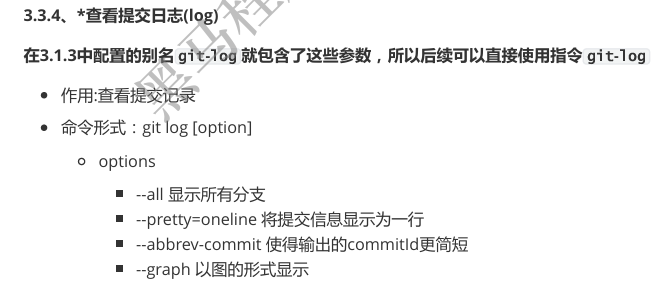 3.3.4、*查看提交日志(log)
在3.1.3中配置的别名 git-log 就包含了这些参数，所以后续可以直接使用指令 git-log
作用:查看提交记录
命令形式：git log [option]
options
--all 显示所有分支
--pretty=oneline 将提交信息显示为一行
--abbrev-commit 使得输出的commitId更简短
--graph 以图的形式显示
黑马程